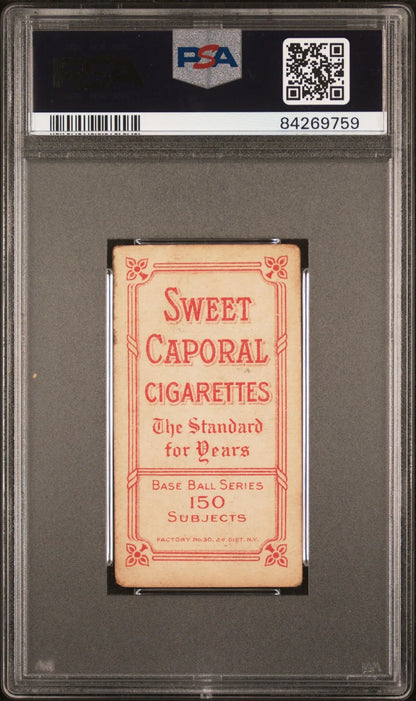 PSA
84269759
SWEET
CAPORAL
CIGARETTES
The Standard
for Years
BASE BALL SERIES
150
SUBJECTS
FACTORY No. 30, 2d DIST. N.Y.